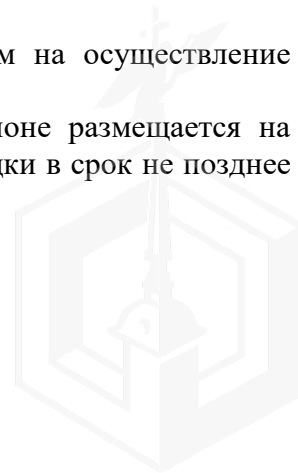 м на осуществление
оне размещается на
дки в срок не позднее